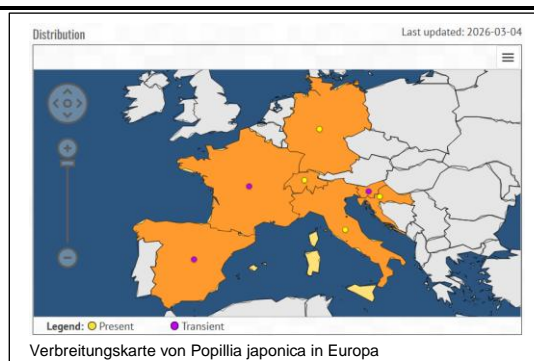 Distribution
Last updated: 2026-03-04
Legend: Present Transient
Verbreitungskarte von Popillia japonica in Europa